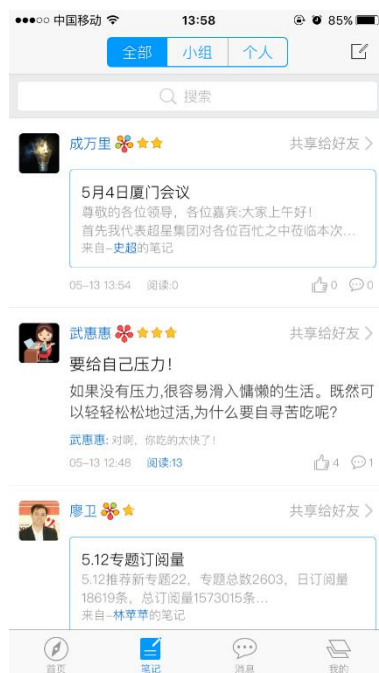 中国移动 13:58 85%
全部 小组 个人
搜索
成万里 共享给好友
5月4日厦门会议
尊敬的各位领导，各位嘉宾:大家上午好!
首先我代表超星集团对各位百忙之中莅临本次...
来自-史超的笔记
05-13 13:54 阅读:0 0 0
武惠惠 共享给好友
要给自己压力!
如果没有压力,很容易滑入慵懒的生活。既然可
以轻轻松松地过活,为什么要自寻苦吃呢?
武惠惠: 对啊，你吃的太快了!
05-13 12:48 阅读:13 4 1
廖卫 共享给好友
5.12专题订阅量
5.12推荐新专题22，专题总数2603，日订阅量
18619条，总订阅量1573015条...
来自-林苹苹的笔记
首页 笔记 消息 我的